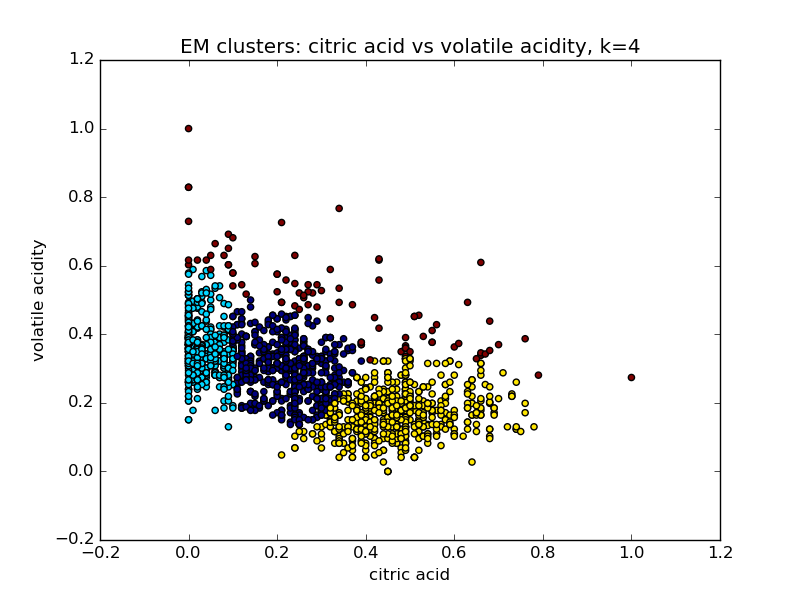 EM clusters: citric acid vs volatile acidity, k=4
1.2
1.0
0.8
0.6
0.4
0.2
0.0
−0.2
volatile acidity
−0.2 0.0 0.2 0.4 0.6 0.8 1.0 1.2
citric acid